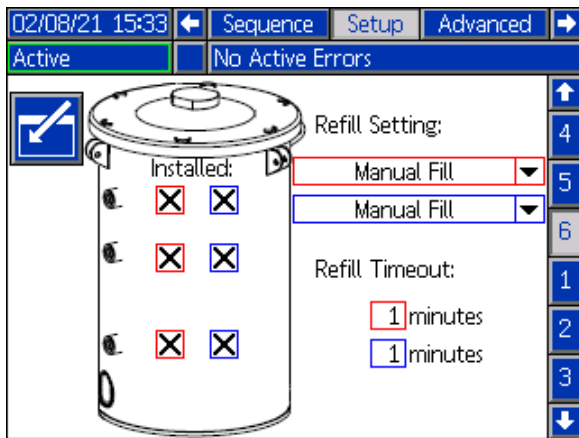 02/08/21 15:33 Sequence Setup Advanced
Active No Active Errors
Refill Setting:
Installed:
Manual Fill
Manual Fill
Refill Timeout:
1 minutes
1 minutes
4
5
6
1
2
3